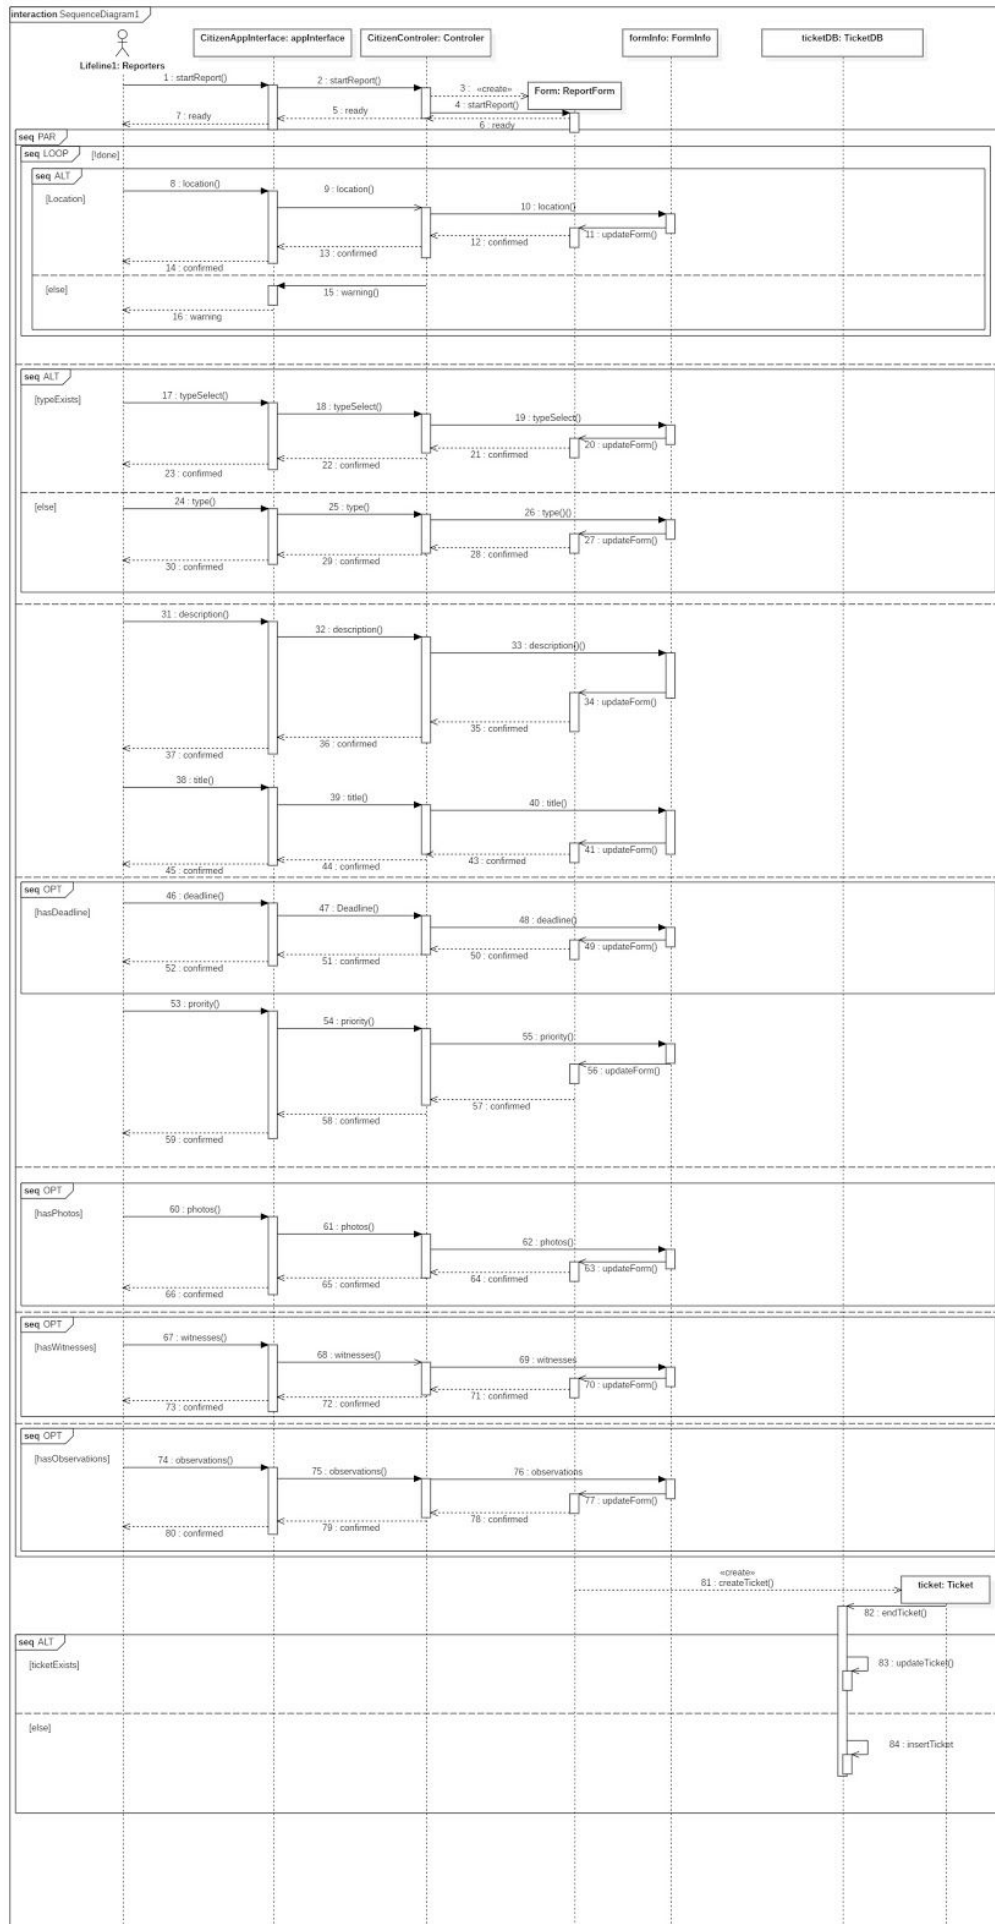 interaction SequenceDiagram1
CitizenAppInterface: appInterface
CitizenControler: Controler
formInfo: FormInfo
ticketDB: TicketDB
Lifeline1: Reporters
1 : startReport()
2 : startReport()
3 : «create»
Form: ReportForm
4 : startReport()
5 : ready
6 : ready
7 : ready
seq PAR
seq LOOP
[!done]
seq ALT
[Location]
8 : location()
9 : location()
10 : location()
11 : updateForm()
12 : confirmed
13 : confirmed
14 : confirmed
[else]
15 : warning()
16 : warning
seq ALT
[typeExists]
17 : typeSelect()
18 : typeSelect()
19 : typeSelect()
20 : updateForm()
21 : confirmed
22 : confirmed
23 : confirmed
[else]
24 : type()
25 : type()
26 : type()()
27 : updateForm()
28 : confirmed
29 : confirmed
30 : confirmed
31 : description()
32 : description()
33 : description()()
34 : updateForm()
35 : confirmed
36 : confirmed
37 : confirmed
38 : title()
39 : title()
40 : title()
41 : updateForm()
43 : confirmed
44 : confirmed
45 : confirmed
seq OPT
[hasDeadline]
46 : deadline()
47 : Deadline()
48 : deadline()
49 : updateForm()
50 : confirmed
51 : confirmed
52 : confirmed
53 : prority()
54 : priority()
55 : priority()
56 : updateForm()
57 : confirmed
58 : confirmed
59 : confirmed
seq OPT
[hasPhotos]
60 : photos()
61 : photos()
62 : photos()
63 : updateForm()
64 : confirmed
65 : confirmed
66 : confirmed
seq OPT
[hasWitnesses]
67 : witnesses()
68 : witnesses()
69 : witnesses
70 : updateForm()
71 : confirmed
72 : confirmed
73 : confirmed
seq OPT
[hasObservatiions]
74 : observations()
75 : observations()
76 : observations
77 : updateForm()
78 : confirmed
79 : confirmed
80 : confirmed
«create»
81 : createTicket()
ticket: Ticket
82 : endTicket()
seq ALT
[ticketExists]
83 : updateTicket()
[else]
84 : insertTicket